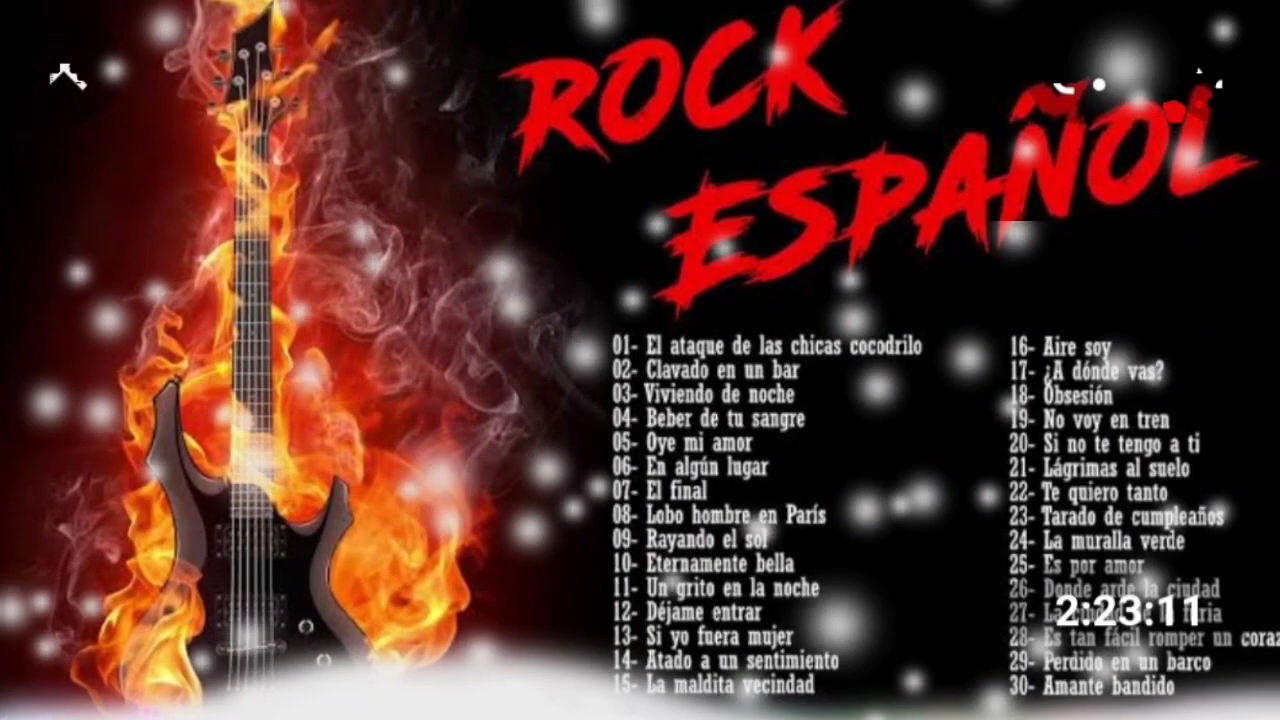 ROCK
ESPAÑOL
01- El ataque de las chicas cocodrilo
02- Clavado en un bar
03- Viviendo de noche
04- Beber de tu sangre
05- Oye mi amor
06- En algún lugar
07- El final
08- Lobo hombre en París
09- Rayando el sol
10- Eternamente bella
11- Un grito en la noche
12- Déjame entrar
13- Si yo fuera mujer
14- Atado a un sentimiento
15- La maldita vecindad
16- Aire soy
17- ¿A dónde vas?
18- Obsesión
19- No voy en tren
20- Si no te tengo a ti
21- Lágrimas al suelo
22- Te quiero tanto
23- Tarado de cumpleaños
24- La muralla verde
25- Es por amor
26- Donde arde la ciudad
27- La
2:23:11
28- Es tan fácil romper un coraz
29- Perdido en un barco
30- Amante bandido